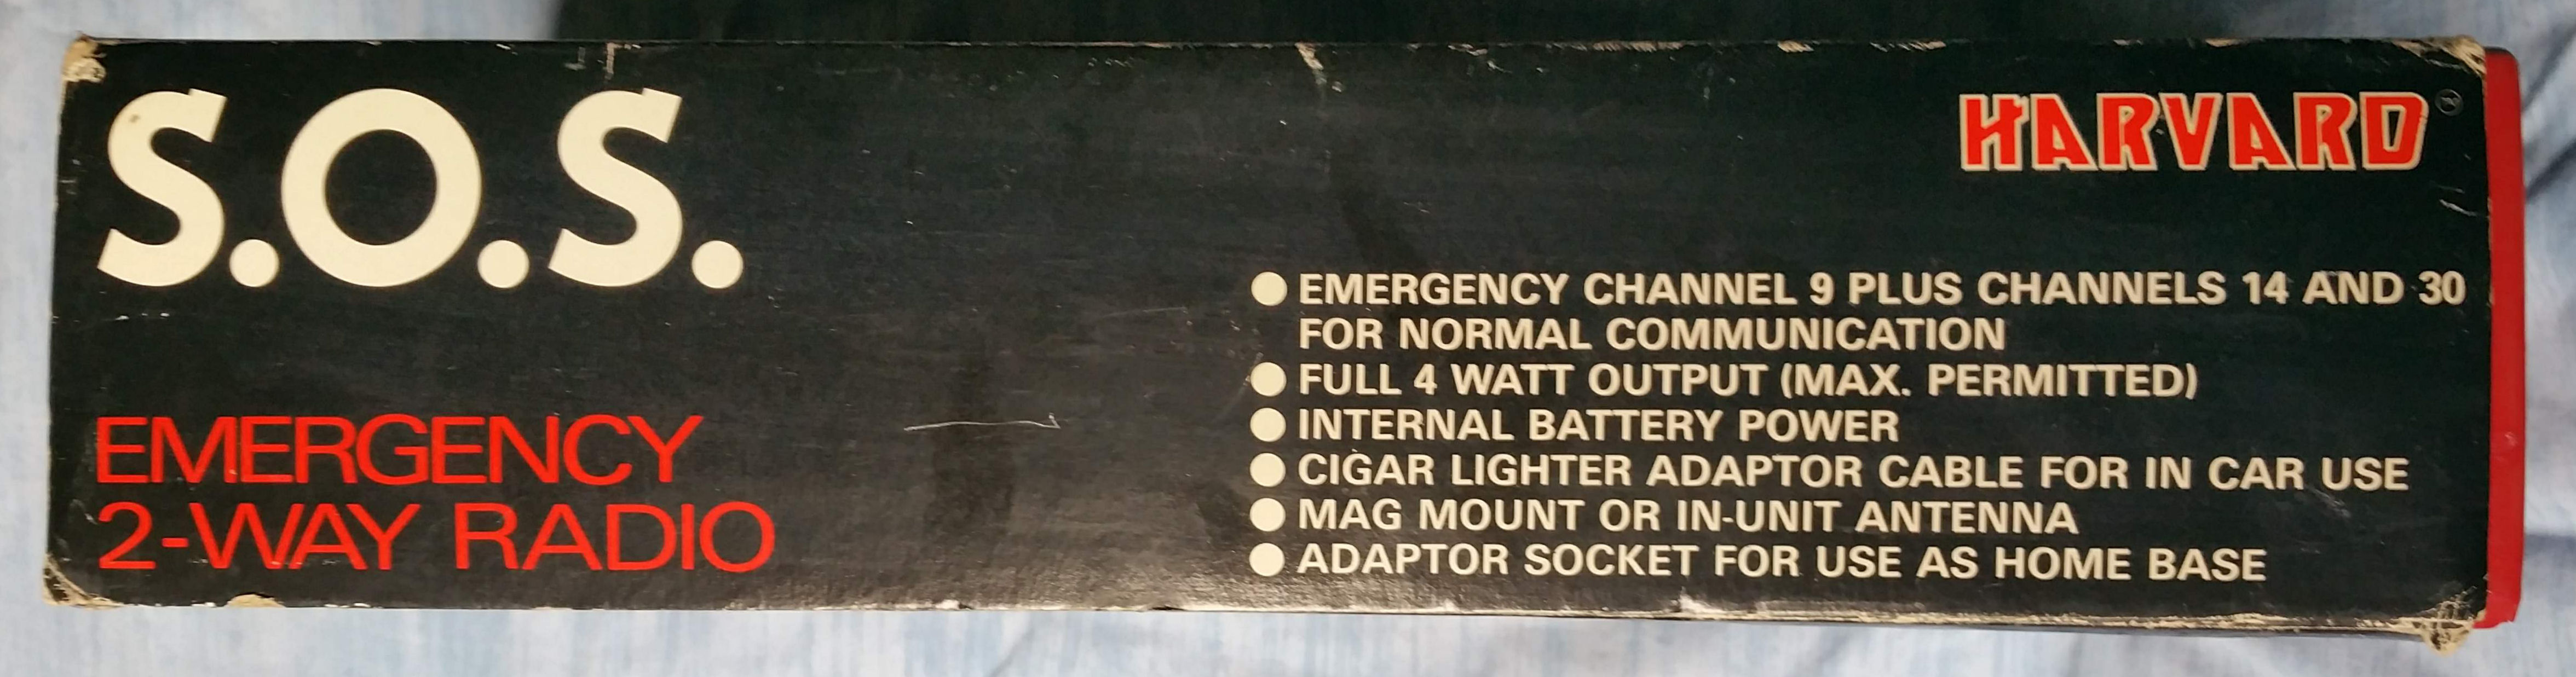 S.O.S.
HARVARD
EMERGENCY
2-WAY RADIO
● EMERGENCY CHANNEL 9 PLUS CHANNELS 14 AND 30
FOR NORMAL COMMUNICATION
● FULL 4 WATT OUTPUT (MAX. PERMITTED)
● INTERNAL BATTERY POWER
● CIGAR LIGHTER ADAPTOR CABLE FOR IN CAR USE
● MAG MOUNT OR IN-UNIT ANTENNA
● ADAPTOR SOCKET FOR USE AS HOME BASE